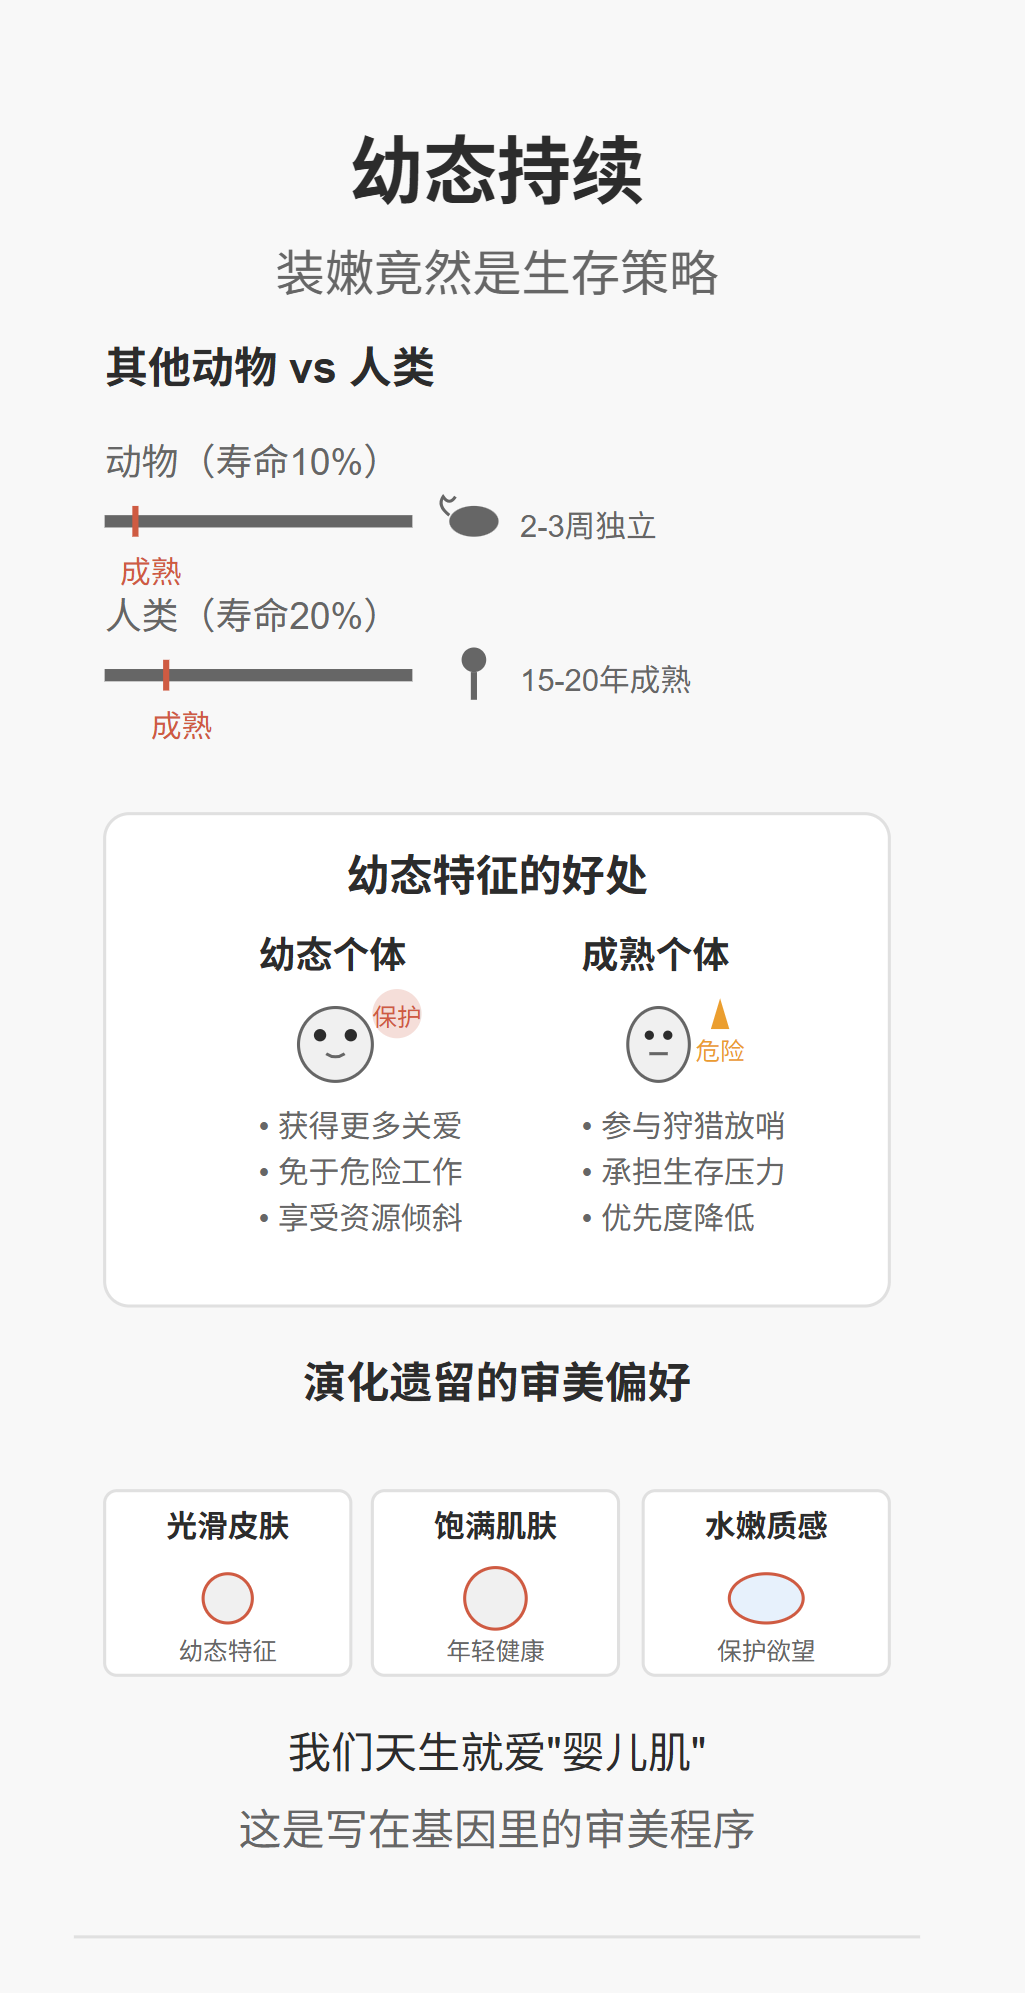 幼态持续
装嫩竟然是生存策略
其他动物 vs 人类
动物（寿命10%）
2-3周独立
成熟
人类（寿命20%）
15-20年成熟
成熟
幼态特征的好处
幼态个体
保护
• 获得更多关爱
• 免于危险工作
• 享受资源倾斜
成熟个体
危险
• 参与狩猎放哨
• 承担生存压力
• 优先度降低
演化遗留的审美偏好
光滑皮肤
幼态特征
饱满肌肤
年轻健康
水嫩质感
保护欲望
我们天生就爱"婴儿肌"
这是写在基因里的审美程序